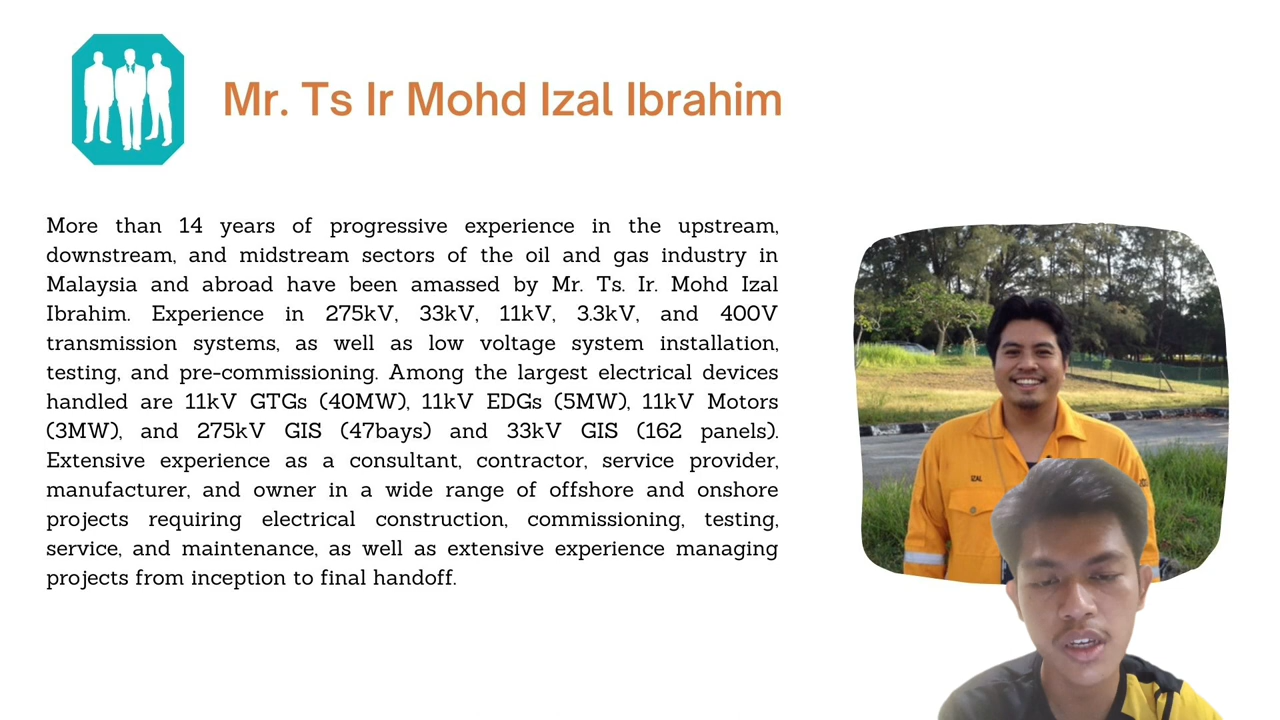 Mr. Ts Ir Mohd Izal Ibrahim
More than 14 years of progressive experience in the upstream,
downstream, and midstream sectors of the oil and gas industry in
Malaysia and abroad have been amassed by Mr. Ts. Ir. Mohd Izal
Ibrahim. Experience in 275kV, 33kV, 11kV, 3.3kV, and 400V
transmission systems, as well as low voltage system installation,
testing, and pre-commissioning. Among the largest electrical devices
handled are 11kV GTGs (40MW), 11kV EDGs (5MW), 11kV Motors
(3MW), and 275kV GIS (47bays) and 33kV GIS (162 panels).
Extensive experience as a consultant, contractor, service provider,
manufacturer, and owner in a wide range of offshore and onshore
projects requiring electrical construction, commissioning, testing,
service, and maintenance, as well as extensive experience managing
projects from inception to final handoff.
IZAL